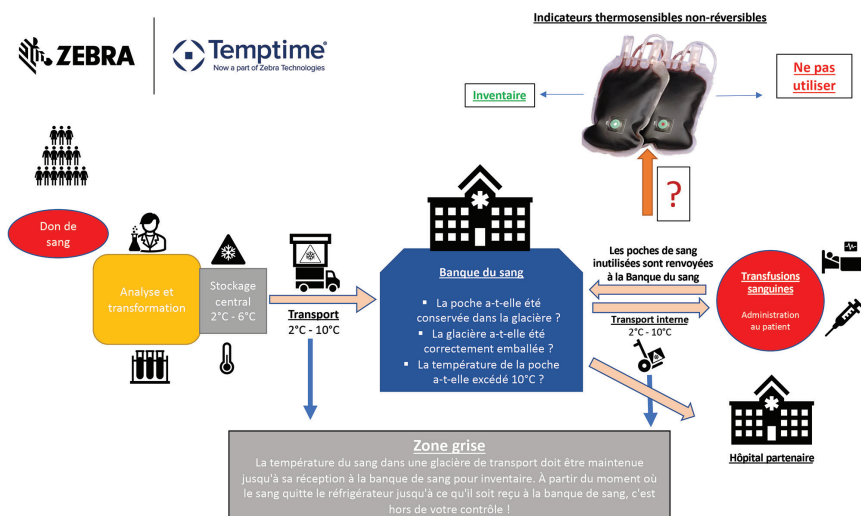 Indicateurs thermosensibles non-réversibles
ZEBRA
Temptime®
Now a part of Zebra Technologies
Inventaire
Ne pas
utiliser
?
Don de
sang
Analyse et
transformation
Stockage
central
2°C - 6°C
Transport
2°C - 10°C
Banque du sang
▪ La poche a-t-elle été
conservée dans la glacière ?
▪ La glacière a-t-elle été
correctement emballée ?
▪ La température de la poche
a-t-elle excédé 10°C ?
Les poches de sang
inutilisées sont renvoyées
à la Banque du sang
Transport interne
2°C - 10°C
Transfusions
sanguines
Administration
au patient
Hôpital partenaire
Zone grise
La température du sang dans une glacière de transport doit être maintenue
jusqu'à sa réception à la banque de sang pour inventaire. À partir du moment où
le sang quitte le réfrigérateur jusqu'à ce qu'il soit reçu à la banque de sang, c'est
hors de votre contrôle !